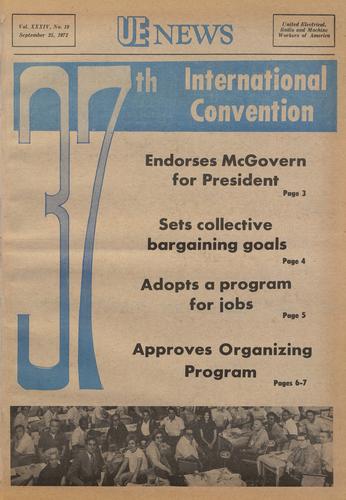 Vol. XXXIV, No. 19
September 25, 1972
UE NEWS
United Electrical,
Radio and Machine
Workers of America
37th International
Convention
Endorses McGovern
for President
Page 3
Sets collective
bargaining goals
Page 4
Adopts a program
for jobs
Page 5
Approves Organizing
Program
Pages 6-7